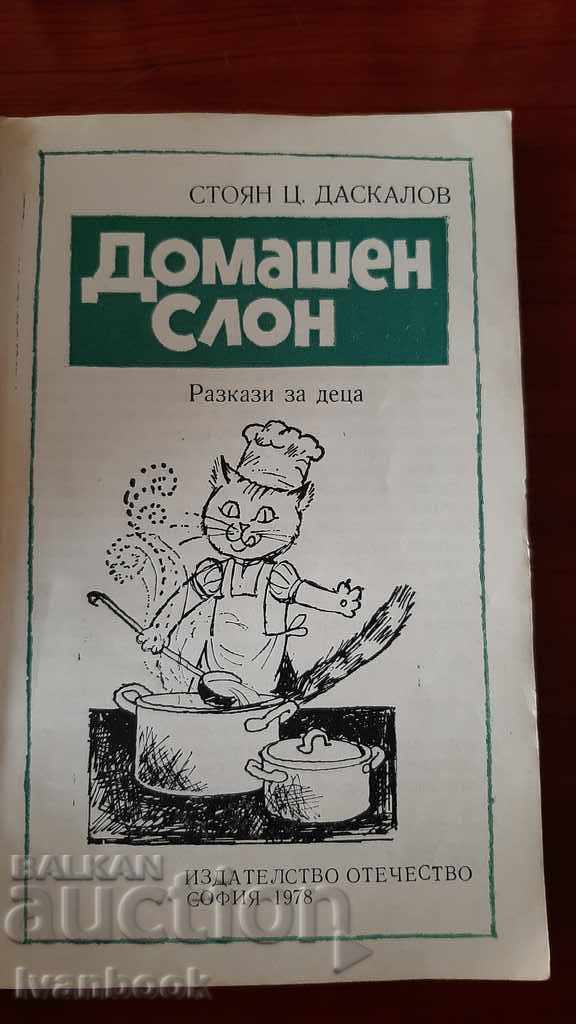 СТОЯН Ц. ДАСКАЛОВ
Домашен
слон
Разкази за деца
ИЗДАТЕЛСТВО ОТЕЧЕСТВО
СОФИЯ 1978
BALKAN
auction
Ivanbook